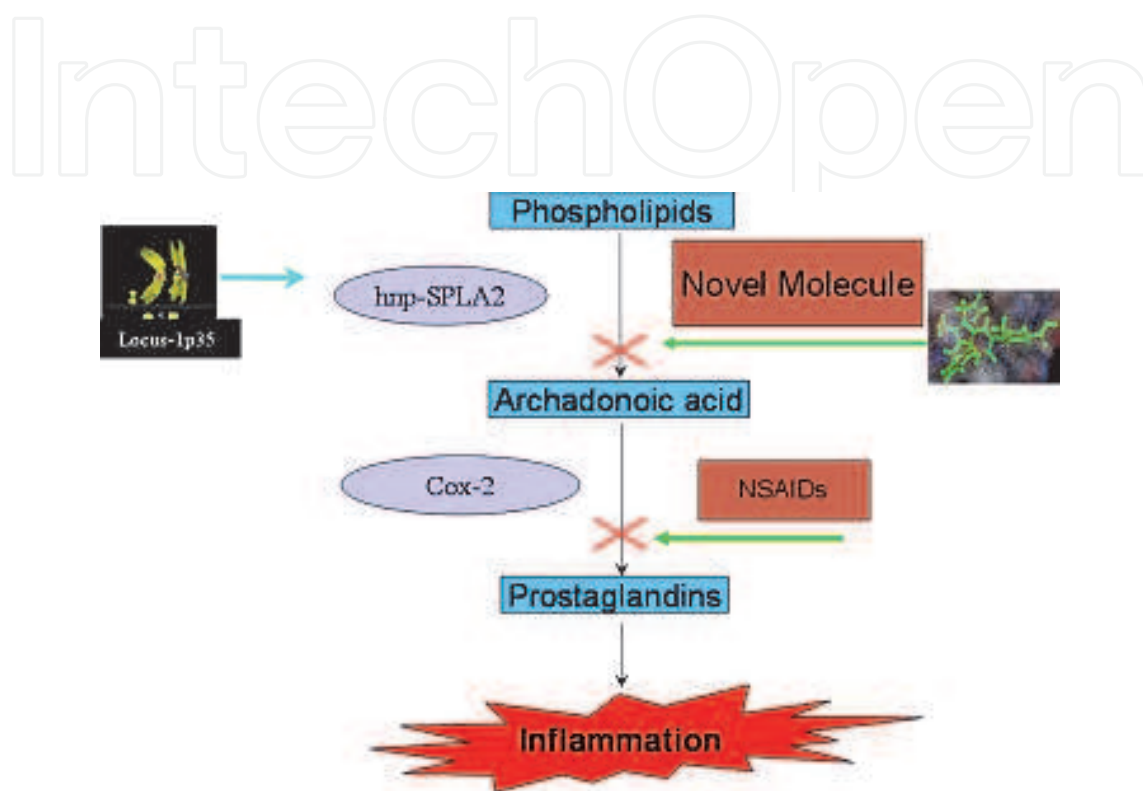 IntechOpen
Phospholipids
hnp-SPLA2
Novel Molecule
Locus-1p35
Archadonoic acid
Cox-2
NSAIDs
Prostaglandins
Inflammation